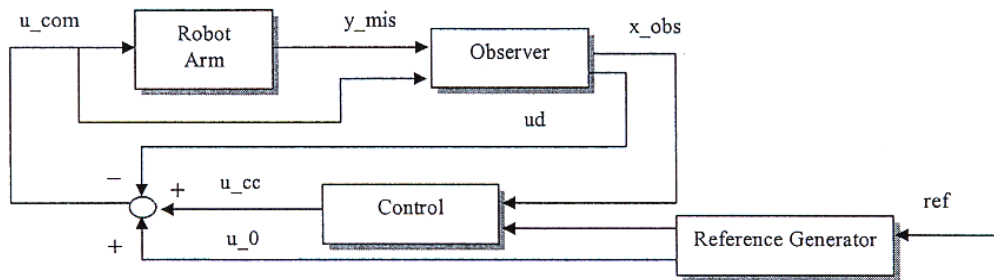 u_com
Robot
Arm
y_mis
Observer
x_obs
ud
−
+
u_cc
Control
ref
+
u_0
Reference Generator